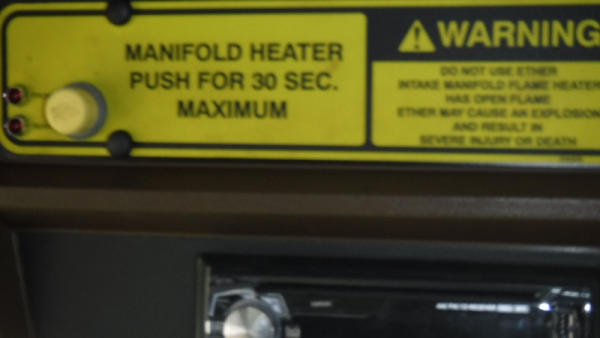 MANIFOLD HEATER
PUSH FOR 30 SEC.
MAXIMUM
WARNING
DO NOT USE ETHER
INTAKE MANIFOLD FLAME HEATER
HAS OPEN FLAME
ETHER MAY CAUSE AN EXPLOSION
AND RESULT IN
SEVERE INJURY OR DEATH